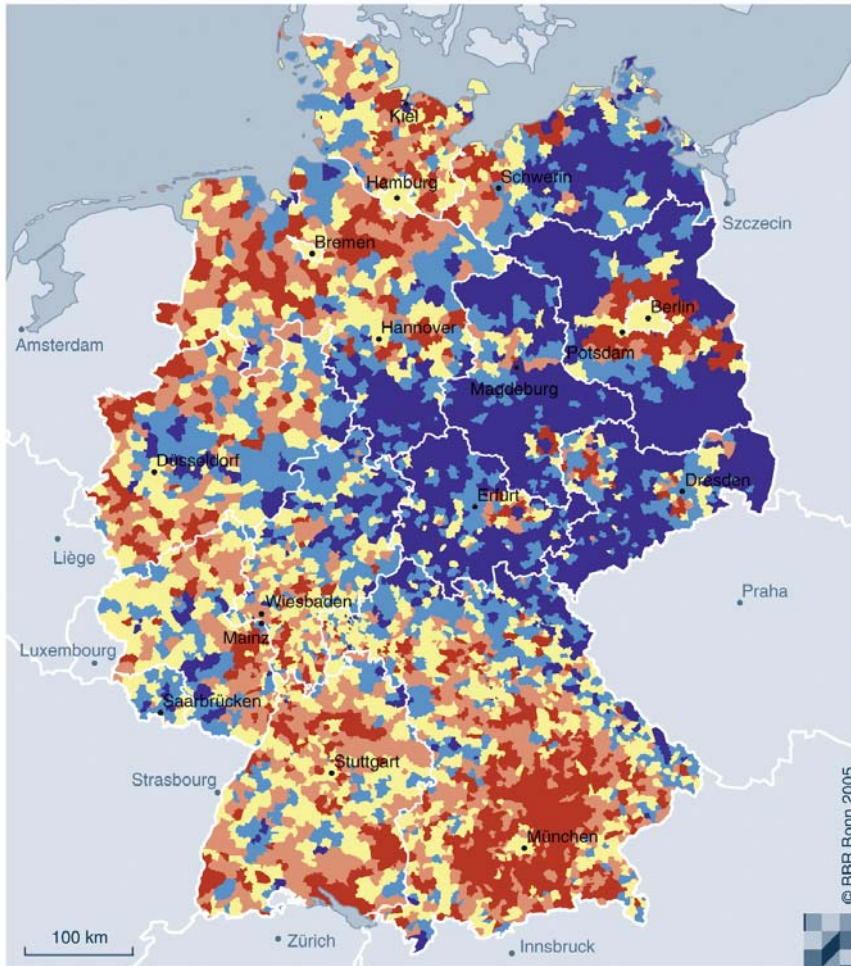 Kiel
Schwerin
Hamburg
Szczecin
Bremen
Berlin
Hannover
Amsterdam
Potsdam
Magdeburg
Düsseldorf
Dresden
Erfurt
Liège
Praha
Wiesbaden
Mainz
Luxembourg
Saarbrücken
Stuttgart
Strasbourg
München
© BBR Bonn 2005
100 km
Zürich
Innsbruck